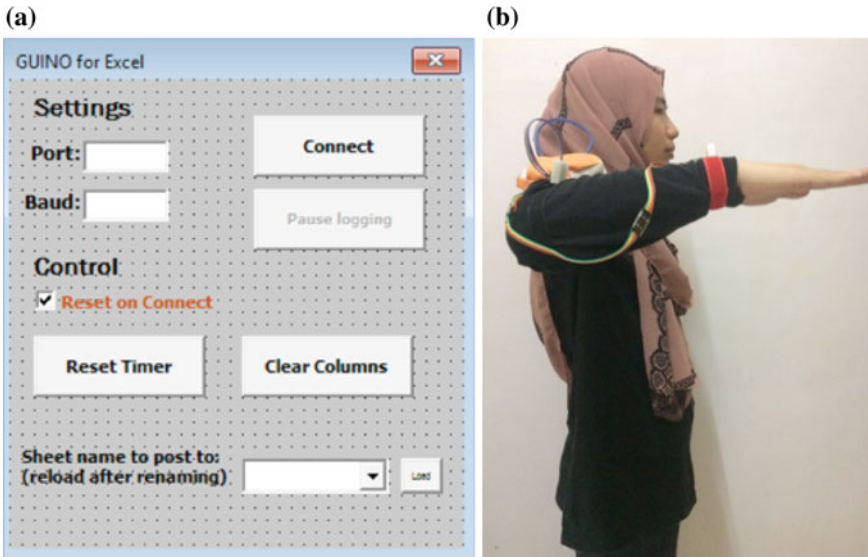 (a)
(b)
GUINO for Excel
Settings
Port:
Connect
Baud:
Pause logging
Control
Reset on Connect
Reset Timer
Clear Columns
Sheet name to post to:
(reload after renaming)
Load